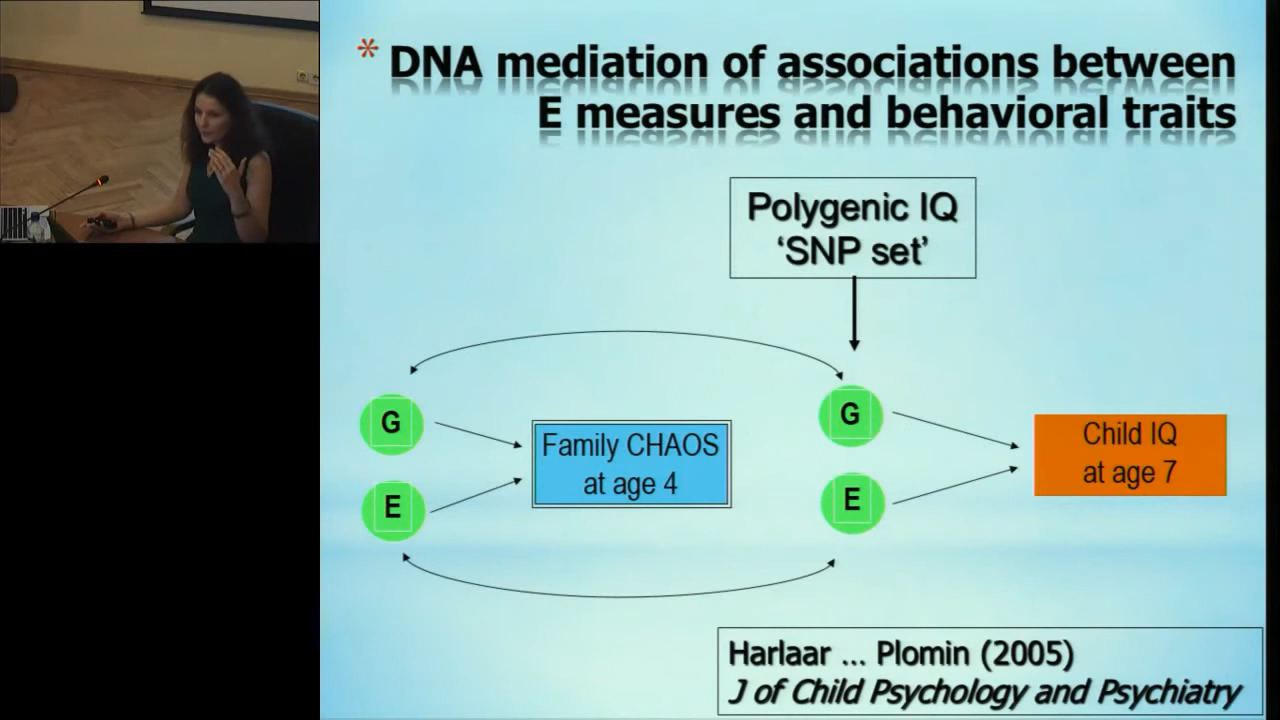 * DNA mediation of associations between
E measures and behavioral traits
Polygenic IQ
‘SNP set’
G
E
Family CHAOS
at age 4
G
E
Child IQ
at age 7
Harlaar ... Plomin (2005)
J of Child Psychology and Psychiatry